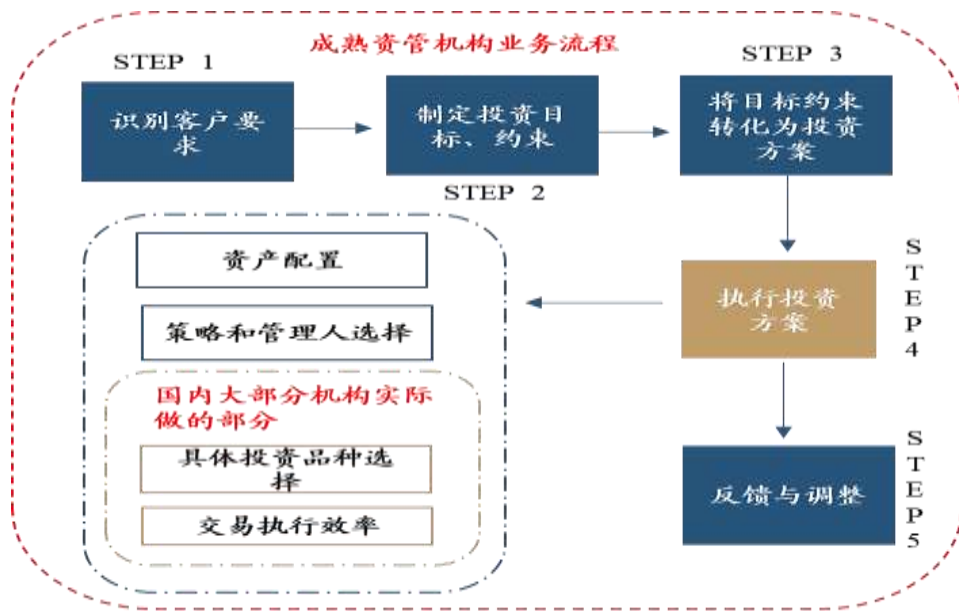 成熟资管机构业务流程
STEP 1
识别客户要
求
制定投资目
标、约束
STEP 2
STEP 3
将目标约束
转化为投资
方案
STEP4
执行投资
方案
资产配置
策略和管理人选择
国内大部分机构实际
做的部分
具体投资品种选
择
交易执行效率
STEP5
反馈与调整